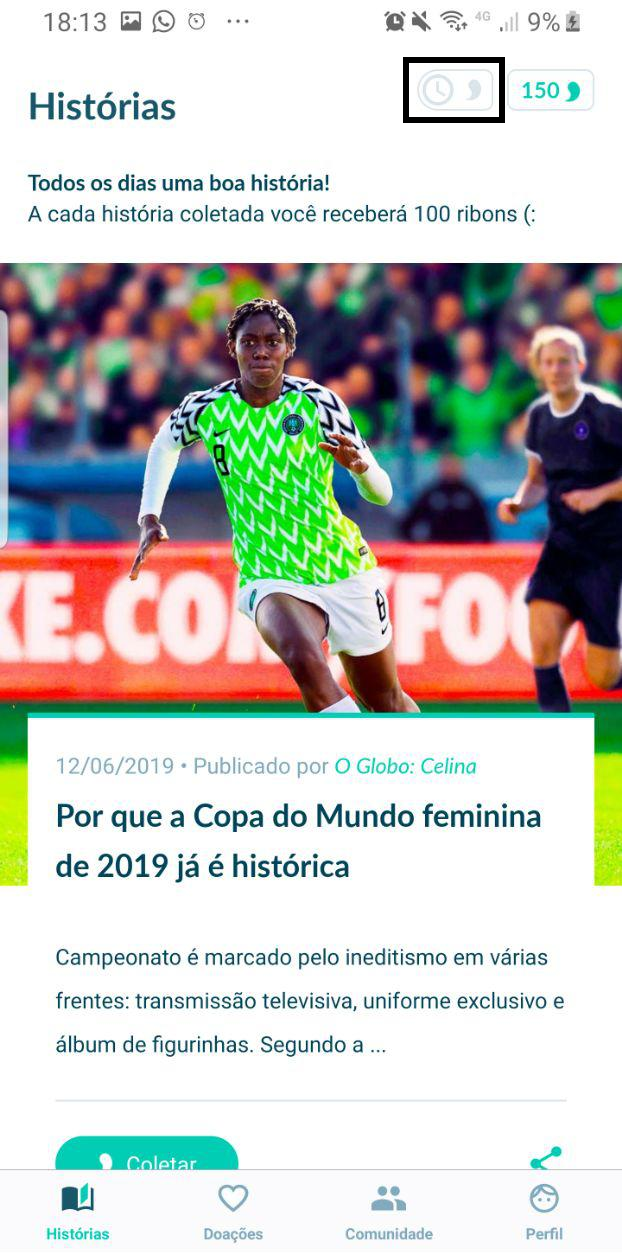 18:13
4G
9%
Histórias
150
Todos os dias uma boa história!
A cada história coletada você receberá 100 ribons (:
8
8
KE.CO
FOO
12/06/2019 • Publicado por O Globo: Celina
Por que a Copa do Mundo feminina
de 2019 já é histórica
Campeonato é marcado pelo ineditismo em várias
frentes: transmissão televisiva, uniforme exclusivo e
álbum de figurinhas. Segundo a ...
Coletar
Histórias
Doações
Comunidade
Perfil